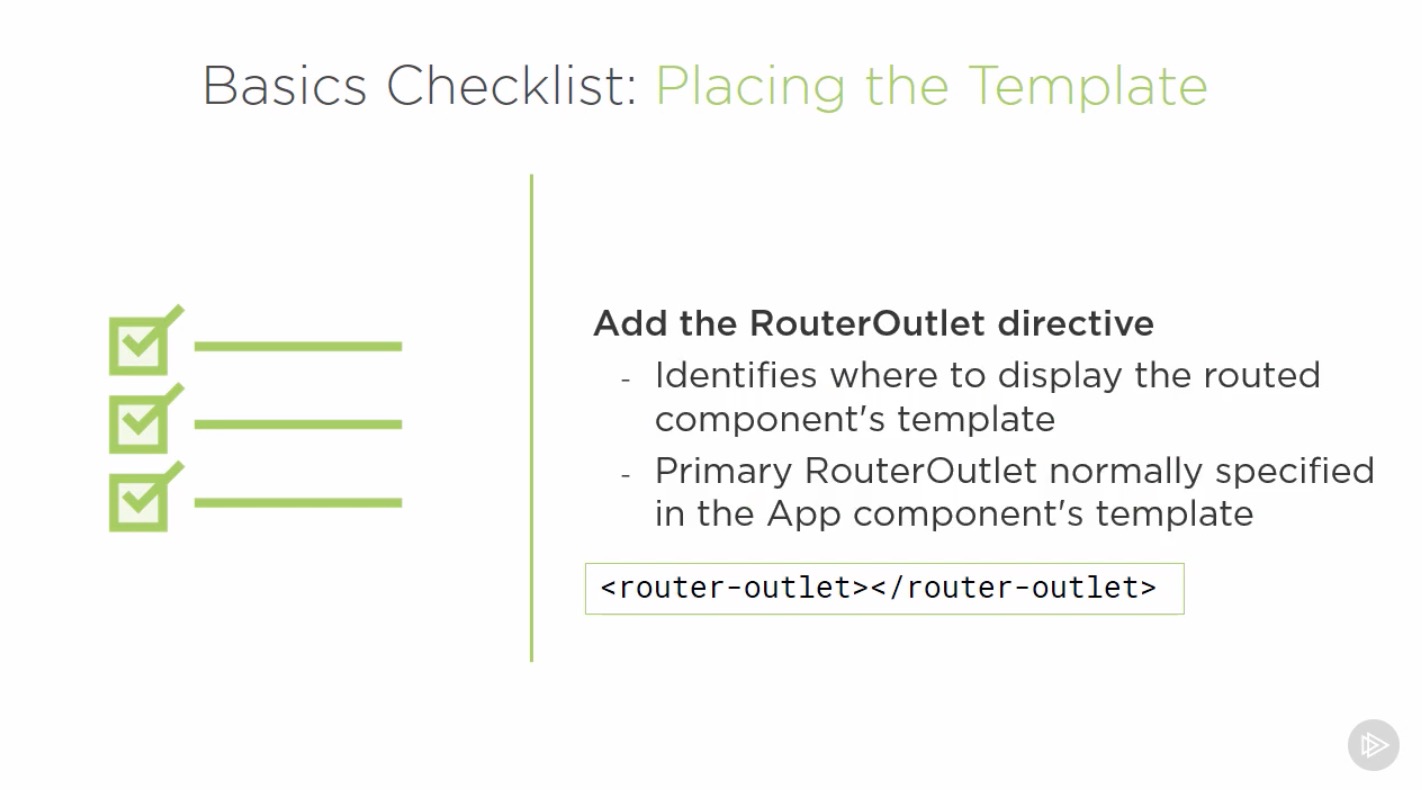 Basics Checklist: Placing the Template
Add the RouterOutlet directive
- Identifies where to display the routed
component's template
- Primary RouterOutlet normally specified
in the App component's template
<router-outlet></router-outlet>